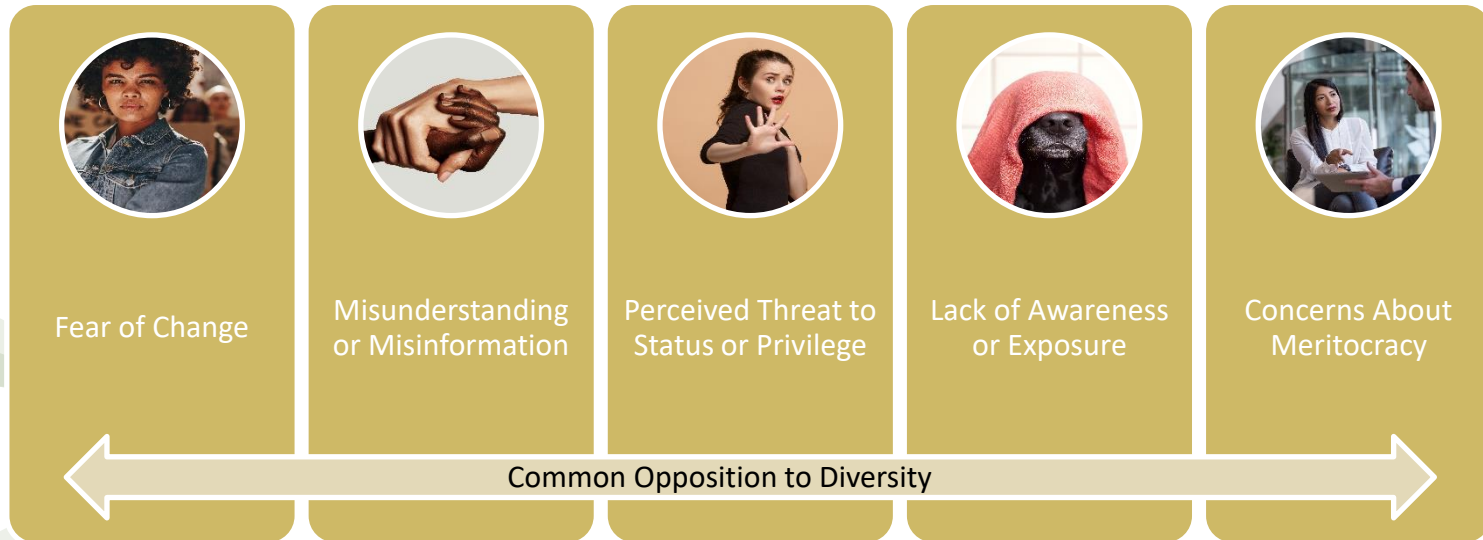 Fear of Change
Misunderstanding
or Misinformation
Perceived Threat to
Status or Privilege
Lack of Awareness
or Exposure
Concerns About
Meritocracy
Common Opposition to Diversity